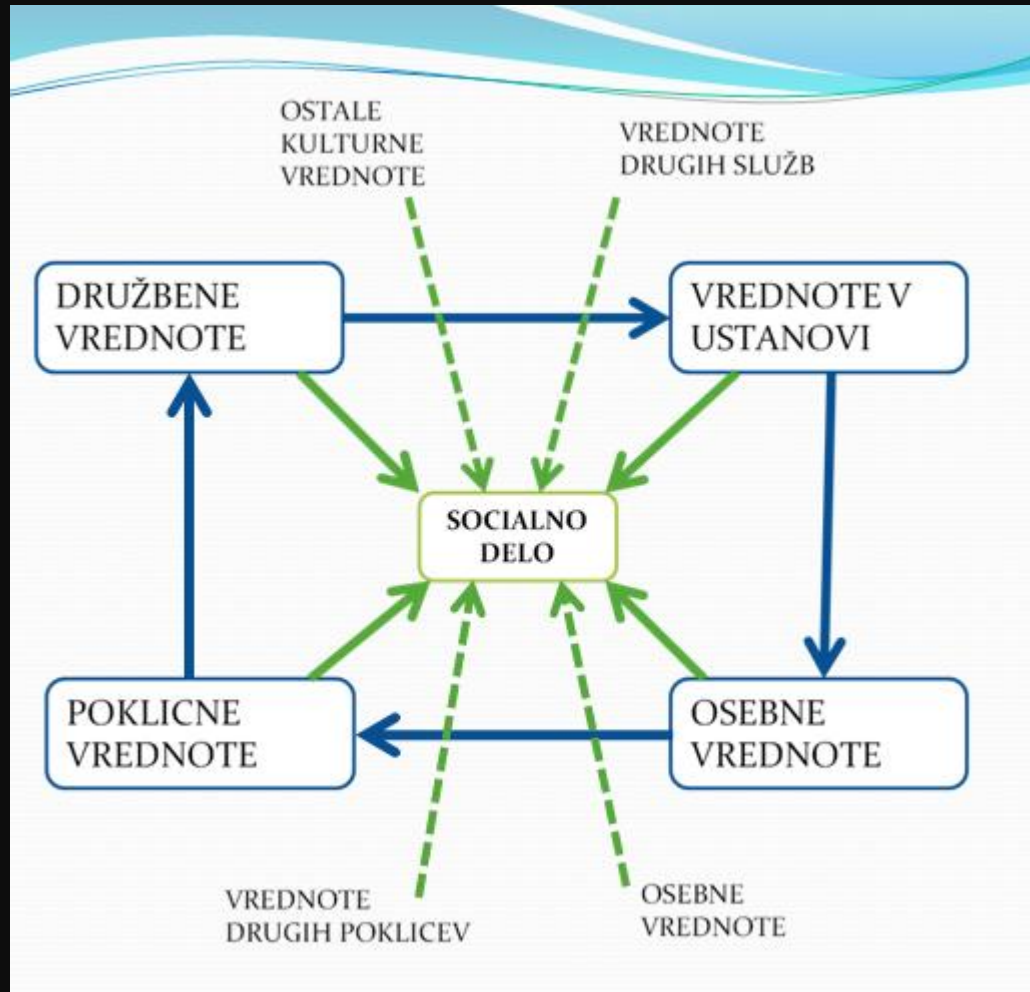 OSTALE
KULTURNE
VREDNOTE
VREDNOTE
DRUGIH SLUŽB
DRUŽBENE
VREDNOTE
VREDNOTE V
USTANOVI
SOCIALNO
DELO
POKLICNE
VREDNOTE
OSEBNE
VREDNOTE
VREDNOTE
DRUGIH POKLICEV
OSEBNE
VREDNOTE